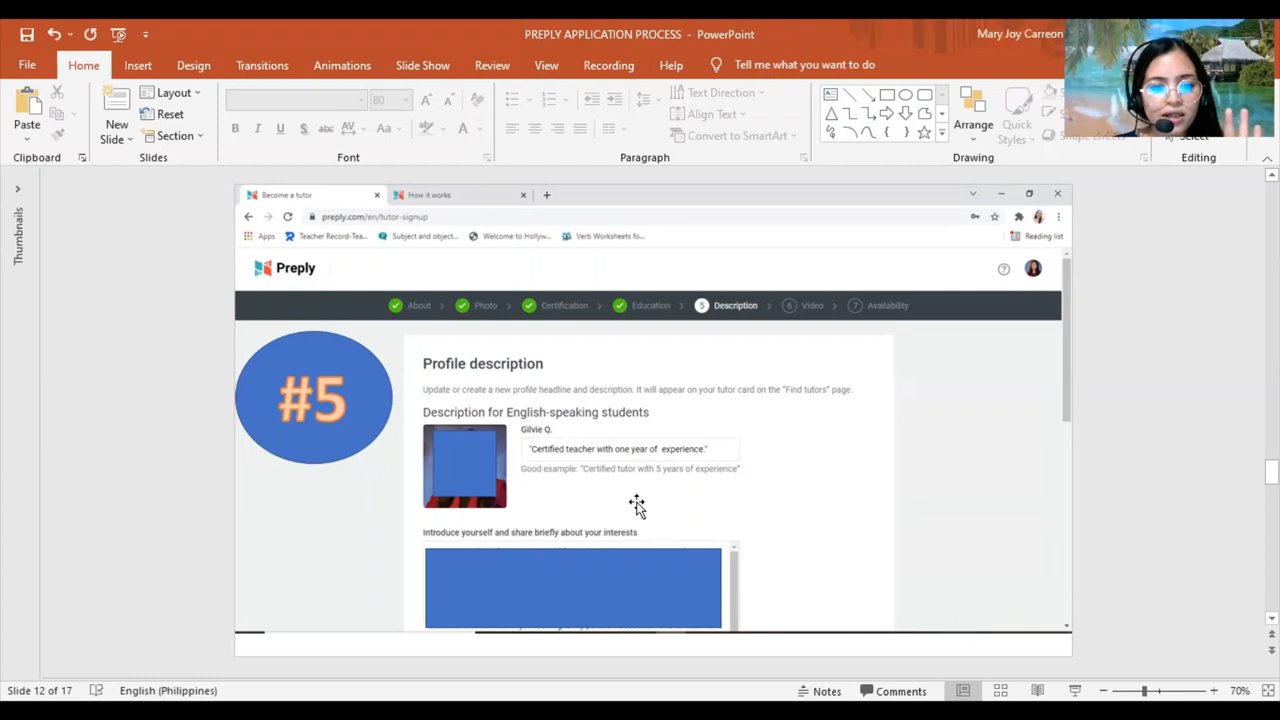 PREPLY APPLICATION PROCESS - PowerPoint
Mary Joy Carreon
File Home Insert Design Transitions Animations Slide Show Review View Recording Help Tell me what you want to do
Paste
Clipboard
New
Slide
Layout
Reset
Section
Slides
80
B I U S abc AV Aa A
Font
Text Direction
Align Text
Convert to SmartArt
Paragraph
Arrange
Quick
Styles
Drawing
Select
Editing
Thumbnails
Become a tutor
How it works
preply.com/en/tutor-signup
Apps Teacher Record-Tea... Subject and object... Welcome to Hollyw... Verb Worksheets fo... Reading list
Preply
About Photo Certification Education 5 Description 6 Video 7 Availability
#5
Profile description
Update or create a new profile headline and description. It will appear on your tutor card on the "Find tutors" page.
Description for English-speaking students
Gilvie Q.
"Certified teacher with one year of experience."
Good example: "Certified tutor with 5 years of experience"
Introduce yourself and share briefly about your interests
Slide 12 of 17 English (Philippines) Notes Comments 70%